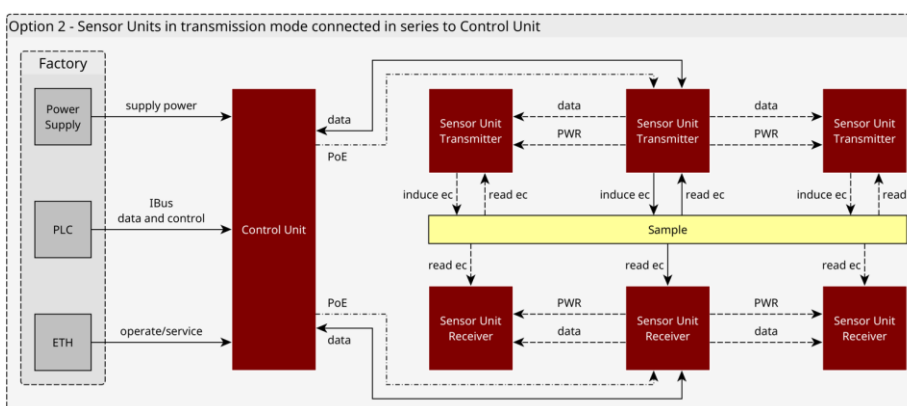 Option 2 - Sensor Units in transmission mode connected in series to Control Unit
Factory
Power
Supply
supply power
PLC
IBus
data and control
ETH
operate/service
Control Unit
data
PoE
PoE
data
Sensor Unit
Transmitter
data
PWR
Sensor Unit
Transmitter
data
PWR
Sensor Unit
Transmitter
induce ec
read ec
induce ec
read ec
induce ec
read
Sample
read ec
read ec
read ec
Sensor Unit
Receiver
PWR
data
Sensor Unit
Receiver
PWR
data
Sensor Unit
Receiver